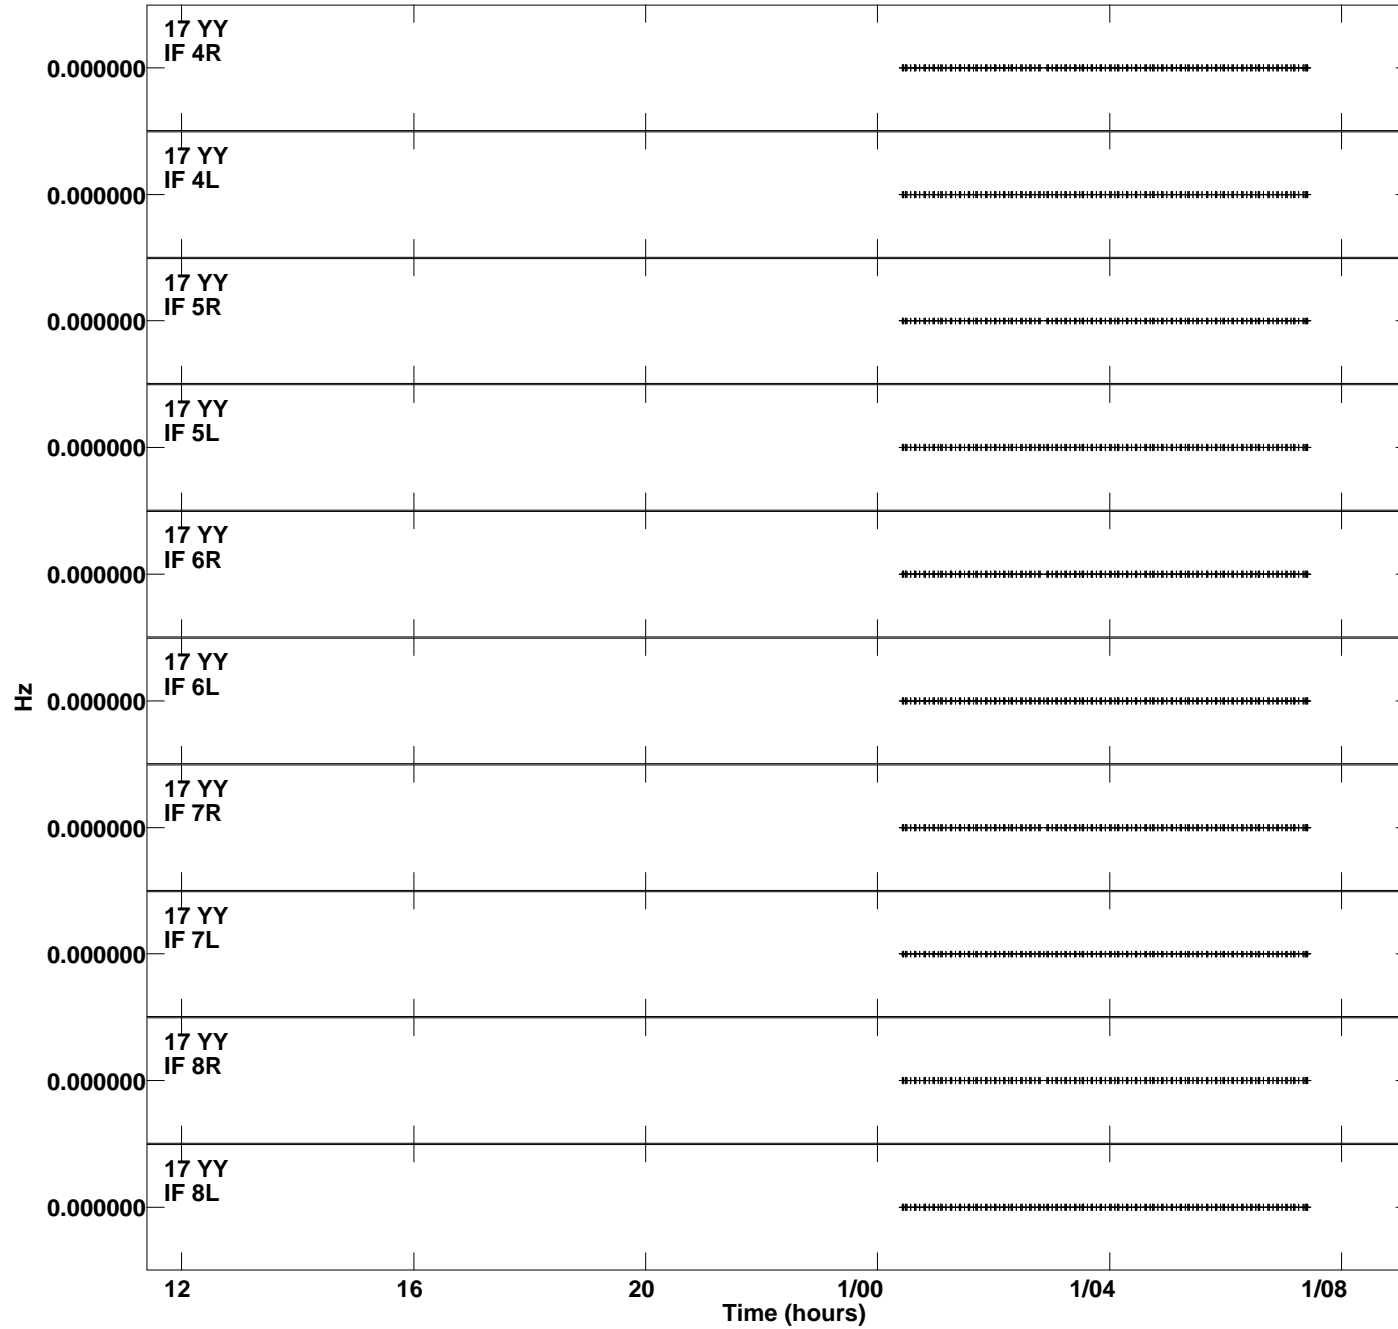 17 YY
IF 4R
0.000000
17 YY
IF 4L
0.000000
17 YY
IF 5R
0.000000
17 YY
IF 5L
0.000000
17 YY
IF 6R
0.000000
17 YY
IF 6L
0.000000
Hz
17 YY
IF 7R
0.000000
17 YY
IF 7L
0.000000
17 YY
IF 8R
0.000000
17 YY
IF 8L
0.000000
12 16 20 1/00 1/04 1/08
Time (hours)